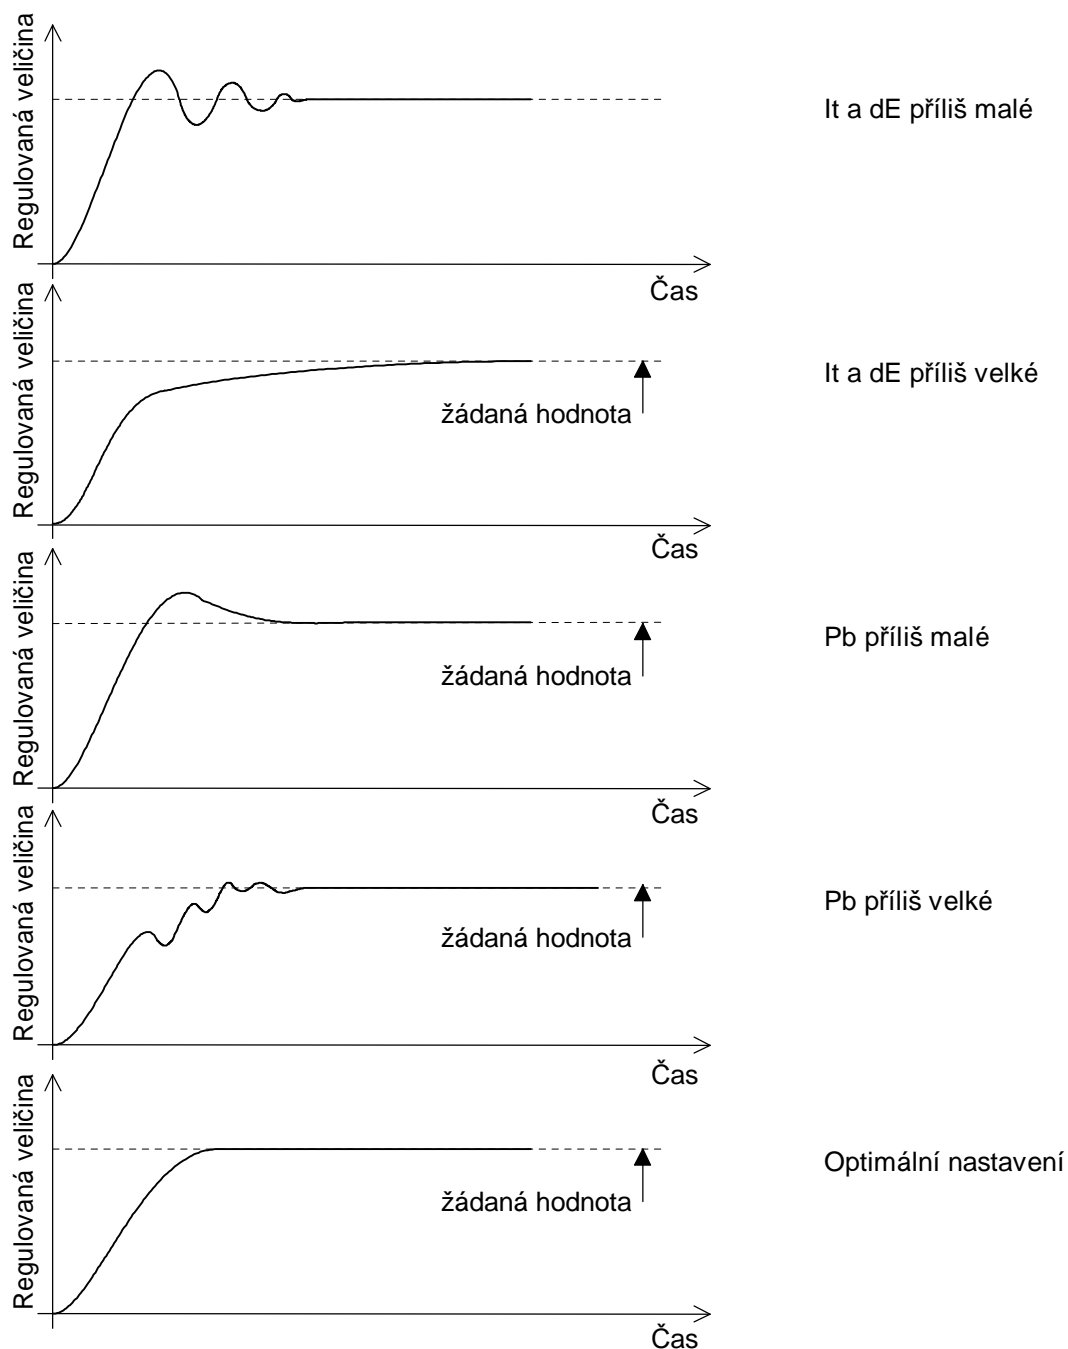 Regulovaná veličina
It a dE příliš malé
Čas
Regulovaná veličina
It a dE příliš velké
žádaná hodnota
Čas
Regulovaná veličina
Pb příliš malé
žádaná hodnota
Čas
Regulovaná veličina
Pb příliš velké
žádaná hodnota
Čas
Regulovaná veličina
Optimální nastavení
žádaná hodnota
Čas